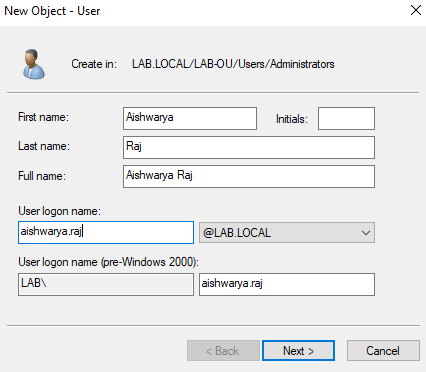 New Object - User
Create in: LAB.LOCAL/LAB-OU/Users/Administrators
First name: Aishwarya Initials:
Last name: Raj
Full name: Aishwarya Raj
User logon name:
aishwarya.raj @LAB.LOCAL
User logon name (pre-Windows 2000):
LAB\ aishwarya.raj
< Back Next > Cancel